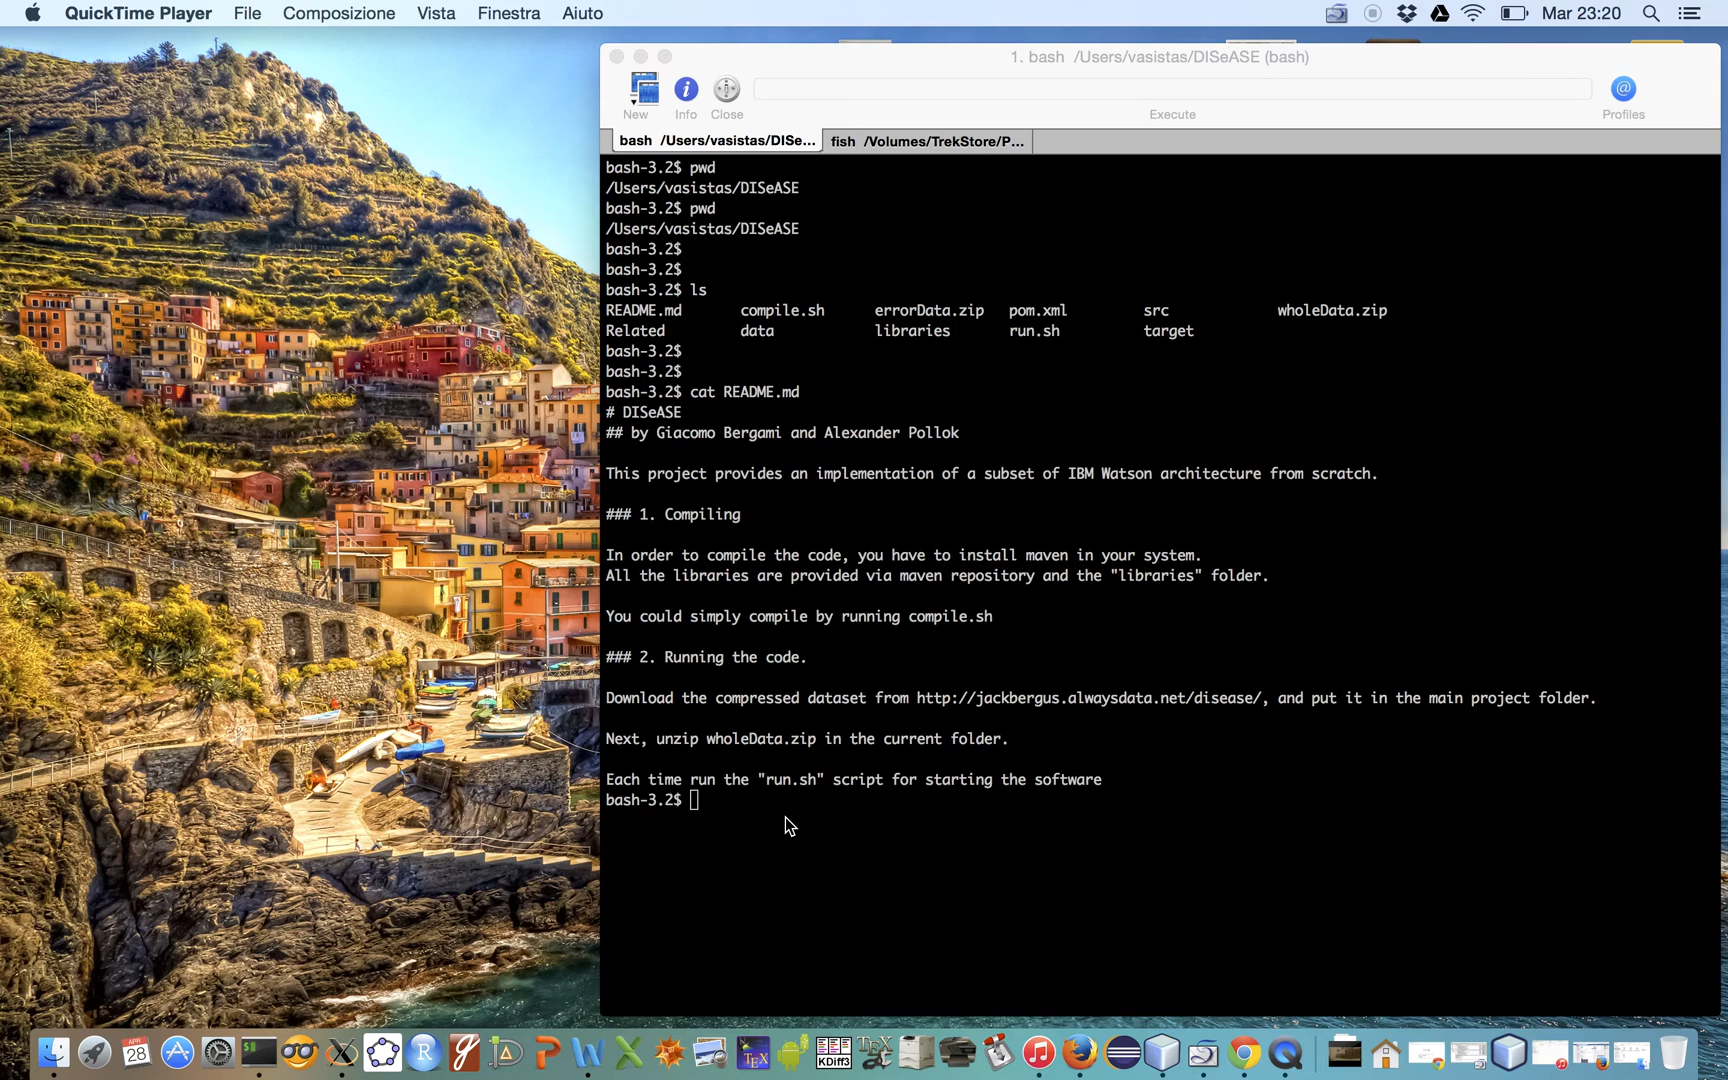 QuickTime Player File Composizione Vista Finestra Aiuto Mar 23:20
1. bash /Users/vasistas/DISeASE (bash)
New Info Close Execute Profiles
bash /Users/vasistas/DISe... fish /Volumes/TrekStore/P...
bash-3.2$ pwd
/Users/vasistas/DISeASE
bash-3.2$ pwd
/Users/vasistas/DISeASE
bash-3.2$
bash-3.2$
bash-3.2$ ls
README.md compile.sh errorData.zip pom.xml src wholeData.zip
Related data libraries run.sh target
bash-3.2$
bash-3.2$
bash-3.2$ cat README.md
# DISeASE
## by Giacomo Bergami and Alexander Pollok
This project provides an implementation of a subset of IBM Watson architecture from scratch.
### 1. Compiling
In order to compile the code, you have to install maven in your system.
All the libraries are provided via maven repository and the "libraries" folder.
You could simply compile by running compile.sh
### 2. Running the code.
Download the compressed dataset from http://jackbergus.alwaysdata.net/disease/, and put it in the main project folder.
Next, unzip wholeData.zip in the current folder.
Each time run the "run.sh" script for starting the software
bash-3.2$
APR
28
KDiff3